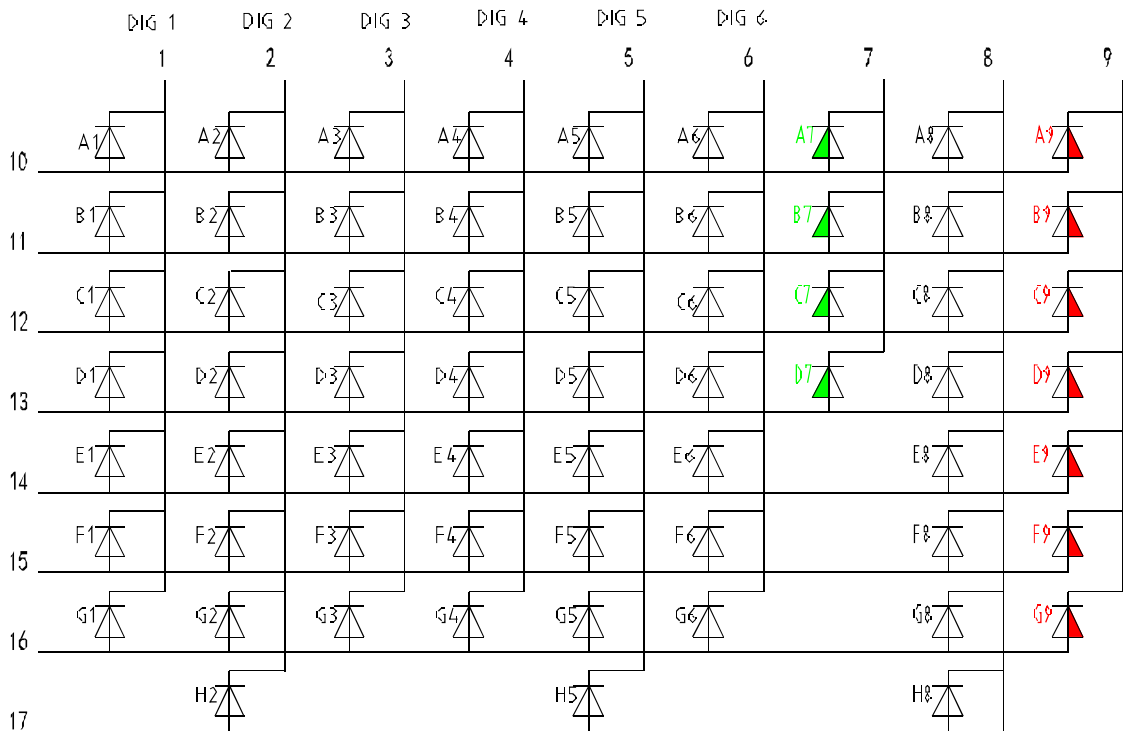 DIG 1 DIG 2 DIG 3 DIG 4 DIG 5 DIG 6
1 2 3 4 5 6 7 8 9
A1 A2 A3 A4 A5 A6 A7 A8 A9
10
B1 B2 B3 B4 B5 B6 B7 B8 B9
11
C1 C2 C3 C4 C5 C6 C7 C8 C9
12
D1 D2 D3 D4 D5 D6 D7 D8 D9
13
E1 E2 E3 E4 E5 E6 E8 E9
14
F1 F2 F3 F4 F5 F6 F8 F9
15
G1 G2 G3 G4 G5 G6 G8 G9
16
H2 H5 H8
17